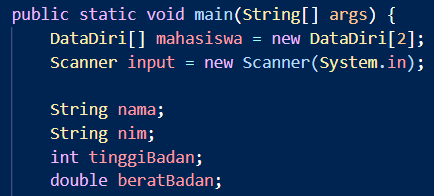 public static void main(String[] args) {
DataDiri[] mahasiswa = new DataDiri[2];
Scanner input = new Scanner(System.in);
String nama;
String nim;
int tinggiBadan;
double beratBadan;